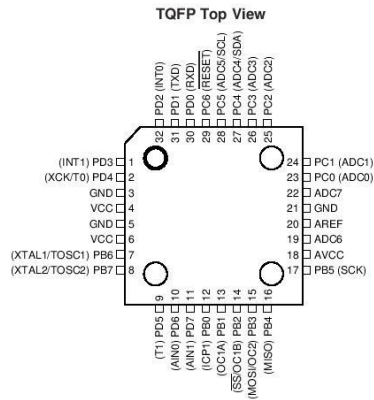 TQFP Top View
PD2 (INT0)
PD1 (TXD)
PD0 (RXD)
PC6 (RESET)
PC5 (ADC5/SCL)
PC4 (ADC4/SDA)
PC3 (ADC3)
PC2 (ADC2)
32
31
30
29
28
27
26
25
(INT1) PD3 1
(XCK/T0) PD4 2
GND 3
VCC 4
GND 5
VCC 6
(XTAL1/TOSC1) PB6 7
(XTAL2/TOSC2) PB7 8
24 PC1 (ADC1)
23 PC0 (ADC0)
22 ADC7
21 GND
20 AREF
19 ADC6
18 AVCC
17 PB5 (SCK)
9
10
11
12
13
14
15
16
(T1) PD5
(AIN0) PD6
(AIN1) PD7
(ICP1) PB0
(OC1A) PB1
(SS/OC1B) PB2
(MOSI/OC2) PB3
(MISO) PB4